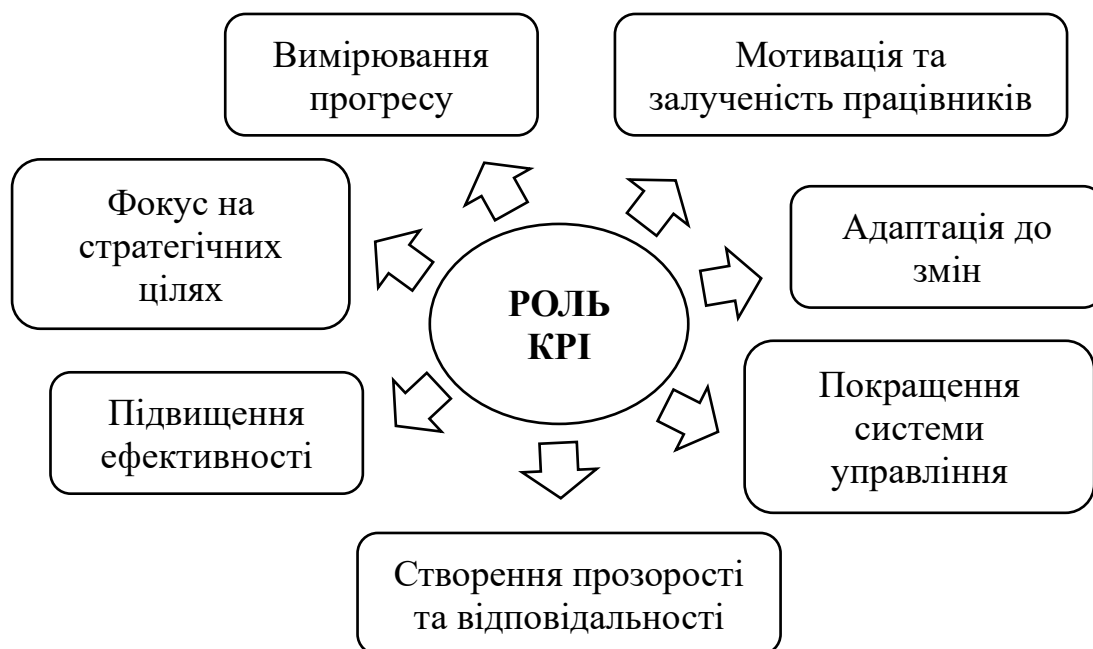 Вимірювання
прогресу
Мотивація та
залученість працівників
Фокус на
стратегічних
цілях
Адаптація до
змін
РОЛЬ
КРІ
Підвищення
ефективності
Покращення
системи
управління
Створення прозорості
та відповідальності